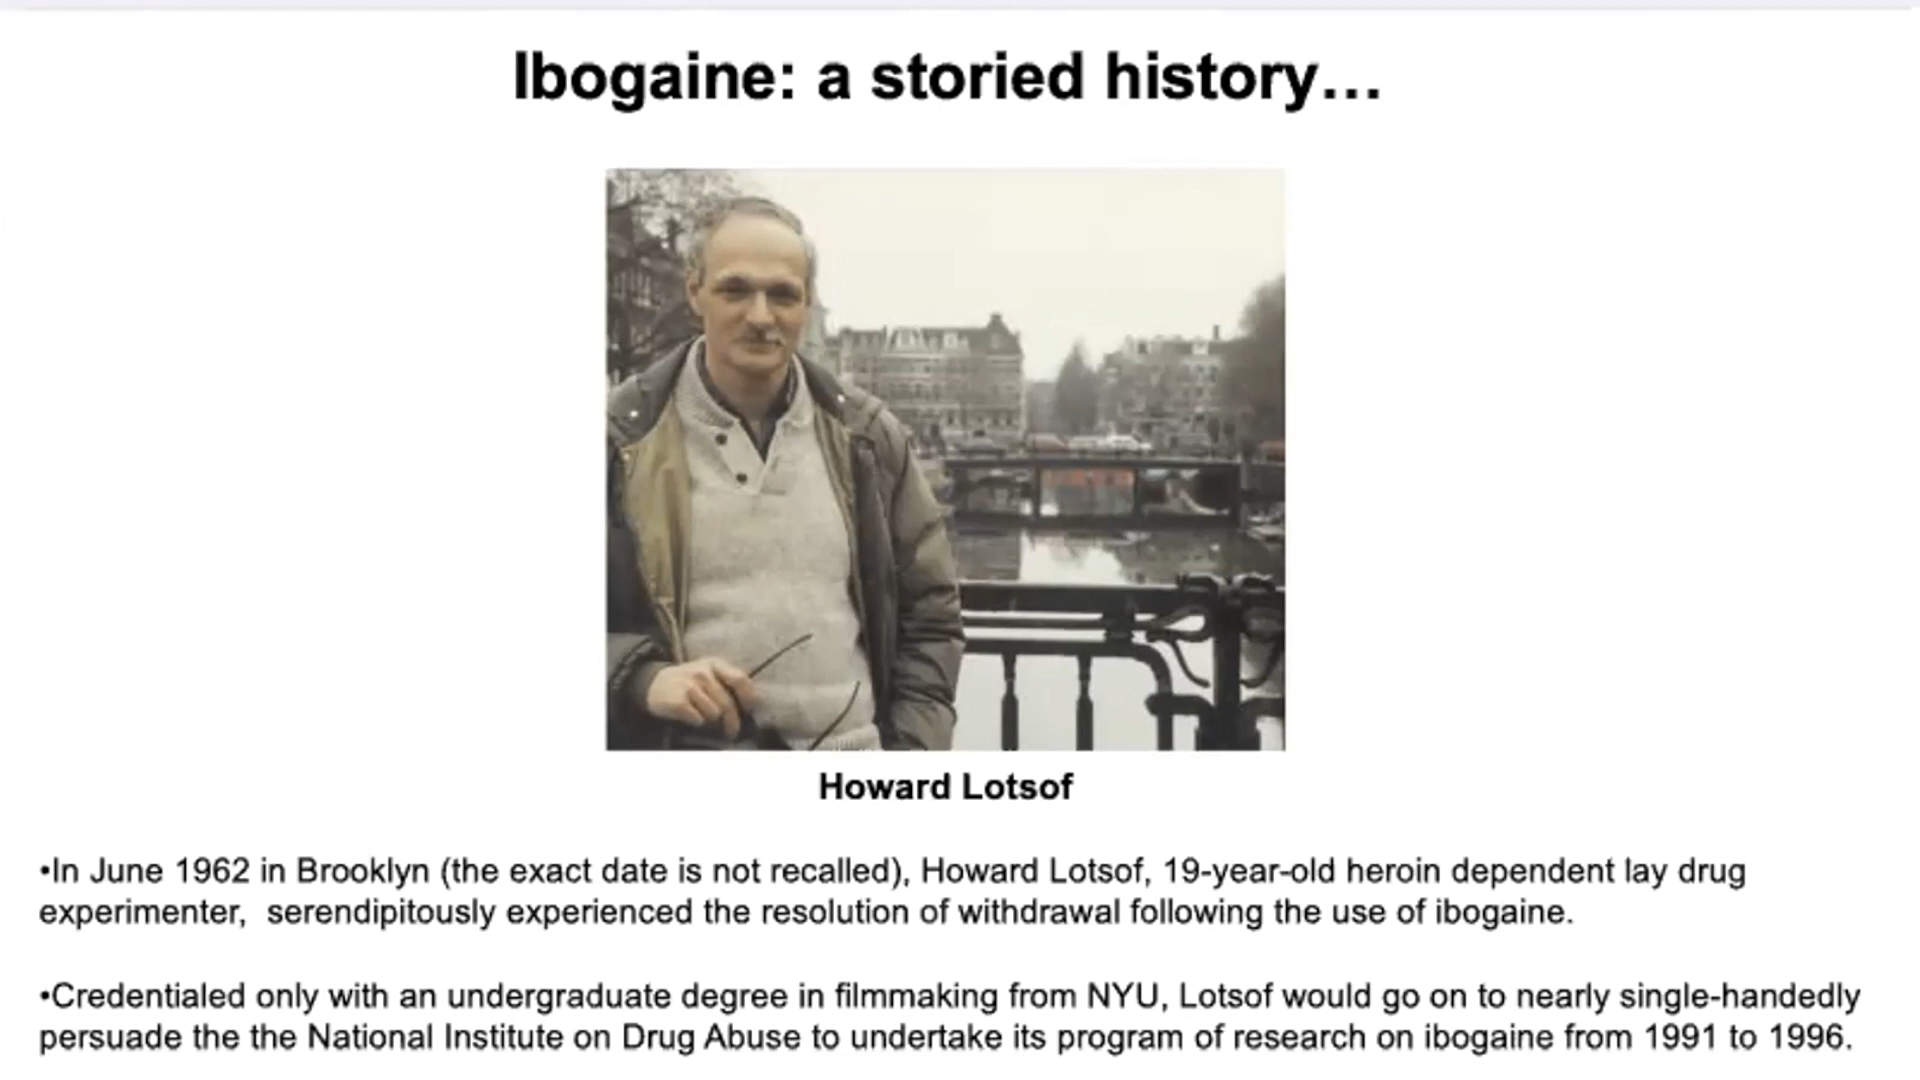 Ibogaine: a storied history…
Howard Lotsof
•In June 1962 in Brooklyn (the exact date is not recalled), Howard Lotsof, 19-year-old heroin dependent lay drug
experimenter,  serendipitously experienced the resolution of withdrawal following the use of ibogaine.
•Credentialed only with an undergraduate degree in filmmaking from NYU, Lotsof would go on to nearly single-handedly
persuade the the National Institute on Drug Abuse to undertake its program of research on ibogaine from 1991 to 1996.